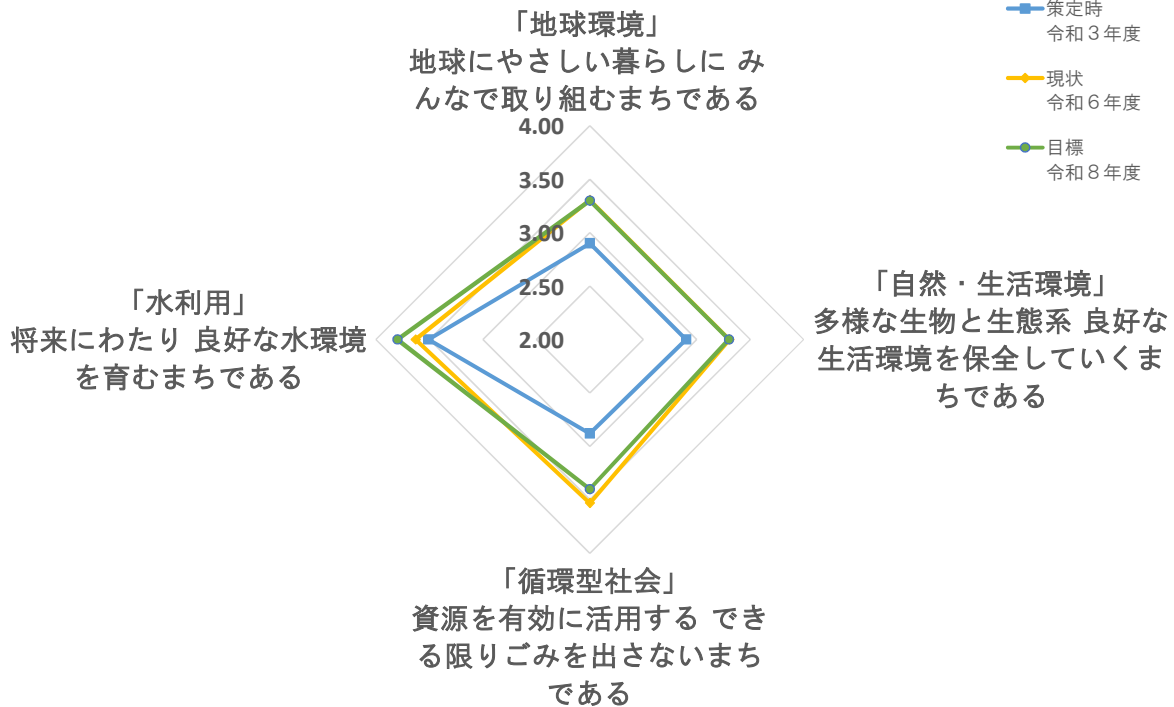 「地球環境」
地球にやさしい暮らしに み
んなで取り組むまちである
策定時
令和３年度
現状
令和６年度
目標
令和８年度
4.00
3.50
3.00
2.50
2.00
「自然・生活環境」
多様な生物と生態系 良好な
生活環境を保全していくま
ちである
「水利用」
将来にわたり 良好な水環境
を育むまちである
「循環型社会」
資源を有効に活用する でき
る限りごみを出さないまち
である